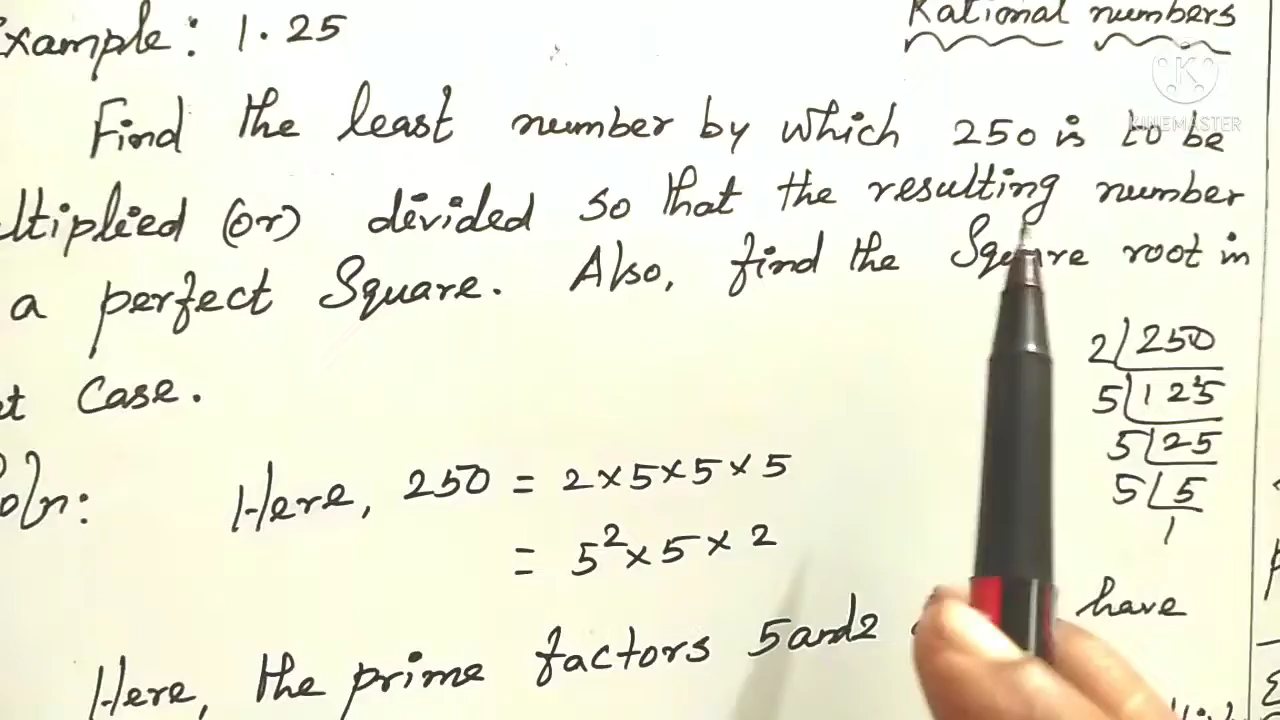 Example: 1.25
Rational numbers
KINEMASTER
Find the least number by which 250 is to be
ltiplied (or) divided so that the resulting number
a perfect Square. Also, find the Square root in
Case.
2 250
5 125
5 25
5 5
1
Soln: Here, 250 = 2×5×5×5
= 5²×5×2
Here, the prime factors 5 and 2 have